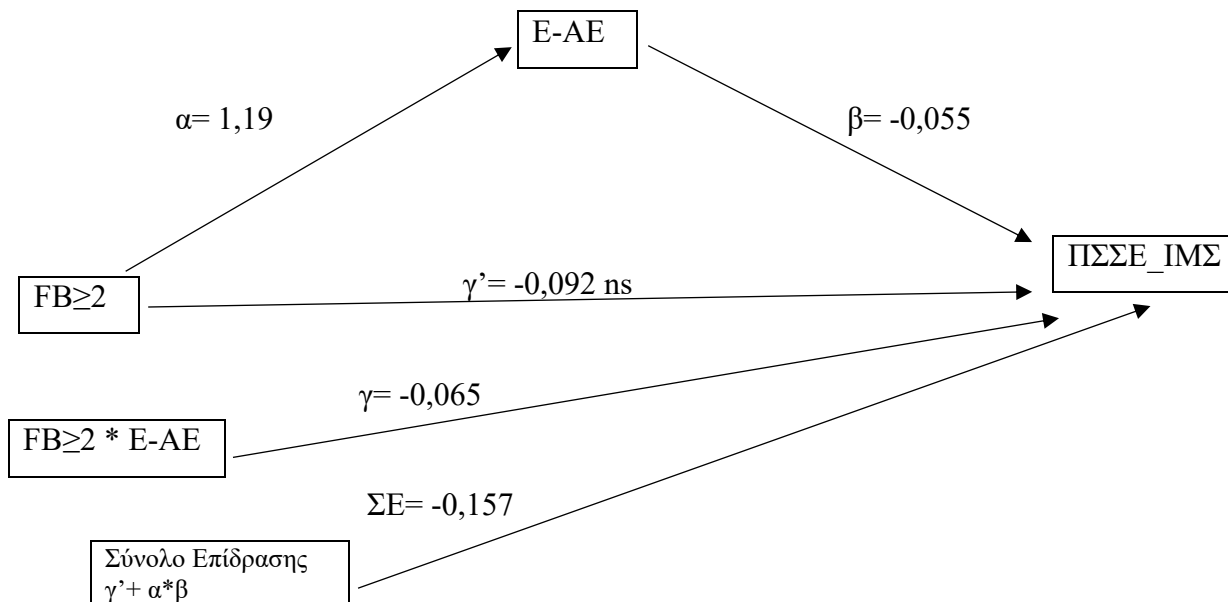 E-AE
α= 1,19
β= -0,055
ΠΣΣΕ_ΙΜΣ
FB≥2
γ’= -0,092 ns
γ= -0,065
FB≥2 * E-AE
ΣΕ= -0,157
Σύνολο Επίδρασης
γ’+ α*β